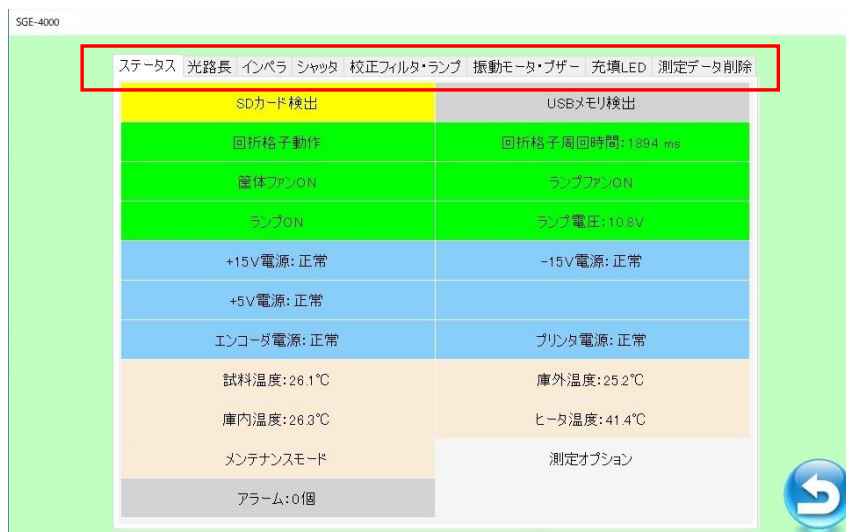 SGE-4000
ステータス 光路長 インペラ シャッタ 校正フィルタ・ランプ 振動モータ・ブザー 充填LED 測定データ削除
SDカード検出 USBメモリ検出
回折格子動作 回折格子周回時間:1894 ms
筐体ファンON ランプファンON
ランプON ランプ電圧:10.8V
+15V電源:正常 -15V電源:正常
+5V電源:正常
エンコーダ電源:正常 プリンタ電源:正常
試料温度:26.1℃ 庫外温度:25.2℃
庫内温度:26.3℃ ヒータ温度:41.4℃
メンテナンスモード 測定オプション
アラーム:0個